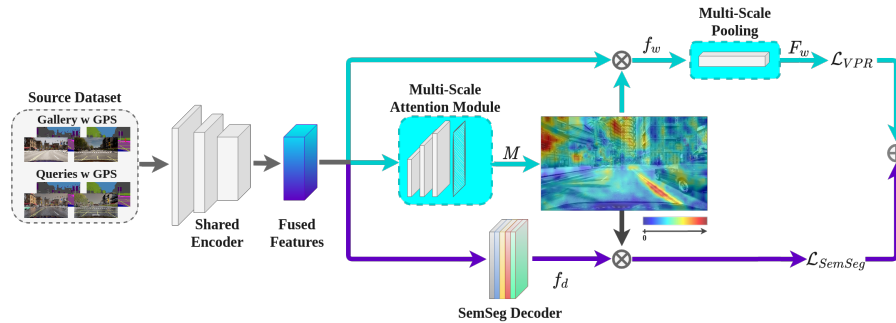 Source Dataset
Gallery w GPS
Queries w GPS
Shared
Encoder
Fused
Features
Multi-Scale
Attention Module
M
0
SemSeg Decoder
f_d
f_w
Multi-Scale
Pooling
F_w
ℒ_VPR
ℒ_SemSeg